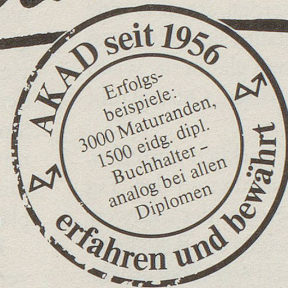 AKAD seit 1956
Erfolgs-
beispiele:
3000 Maturanden,
1500 eidg. dipl.
Buchhalter –
analog bei allen
Diplomen
erfahren und bewährt